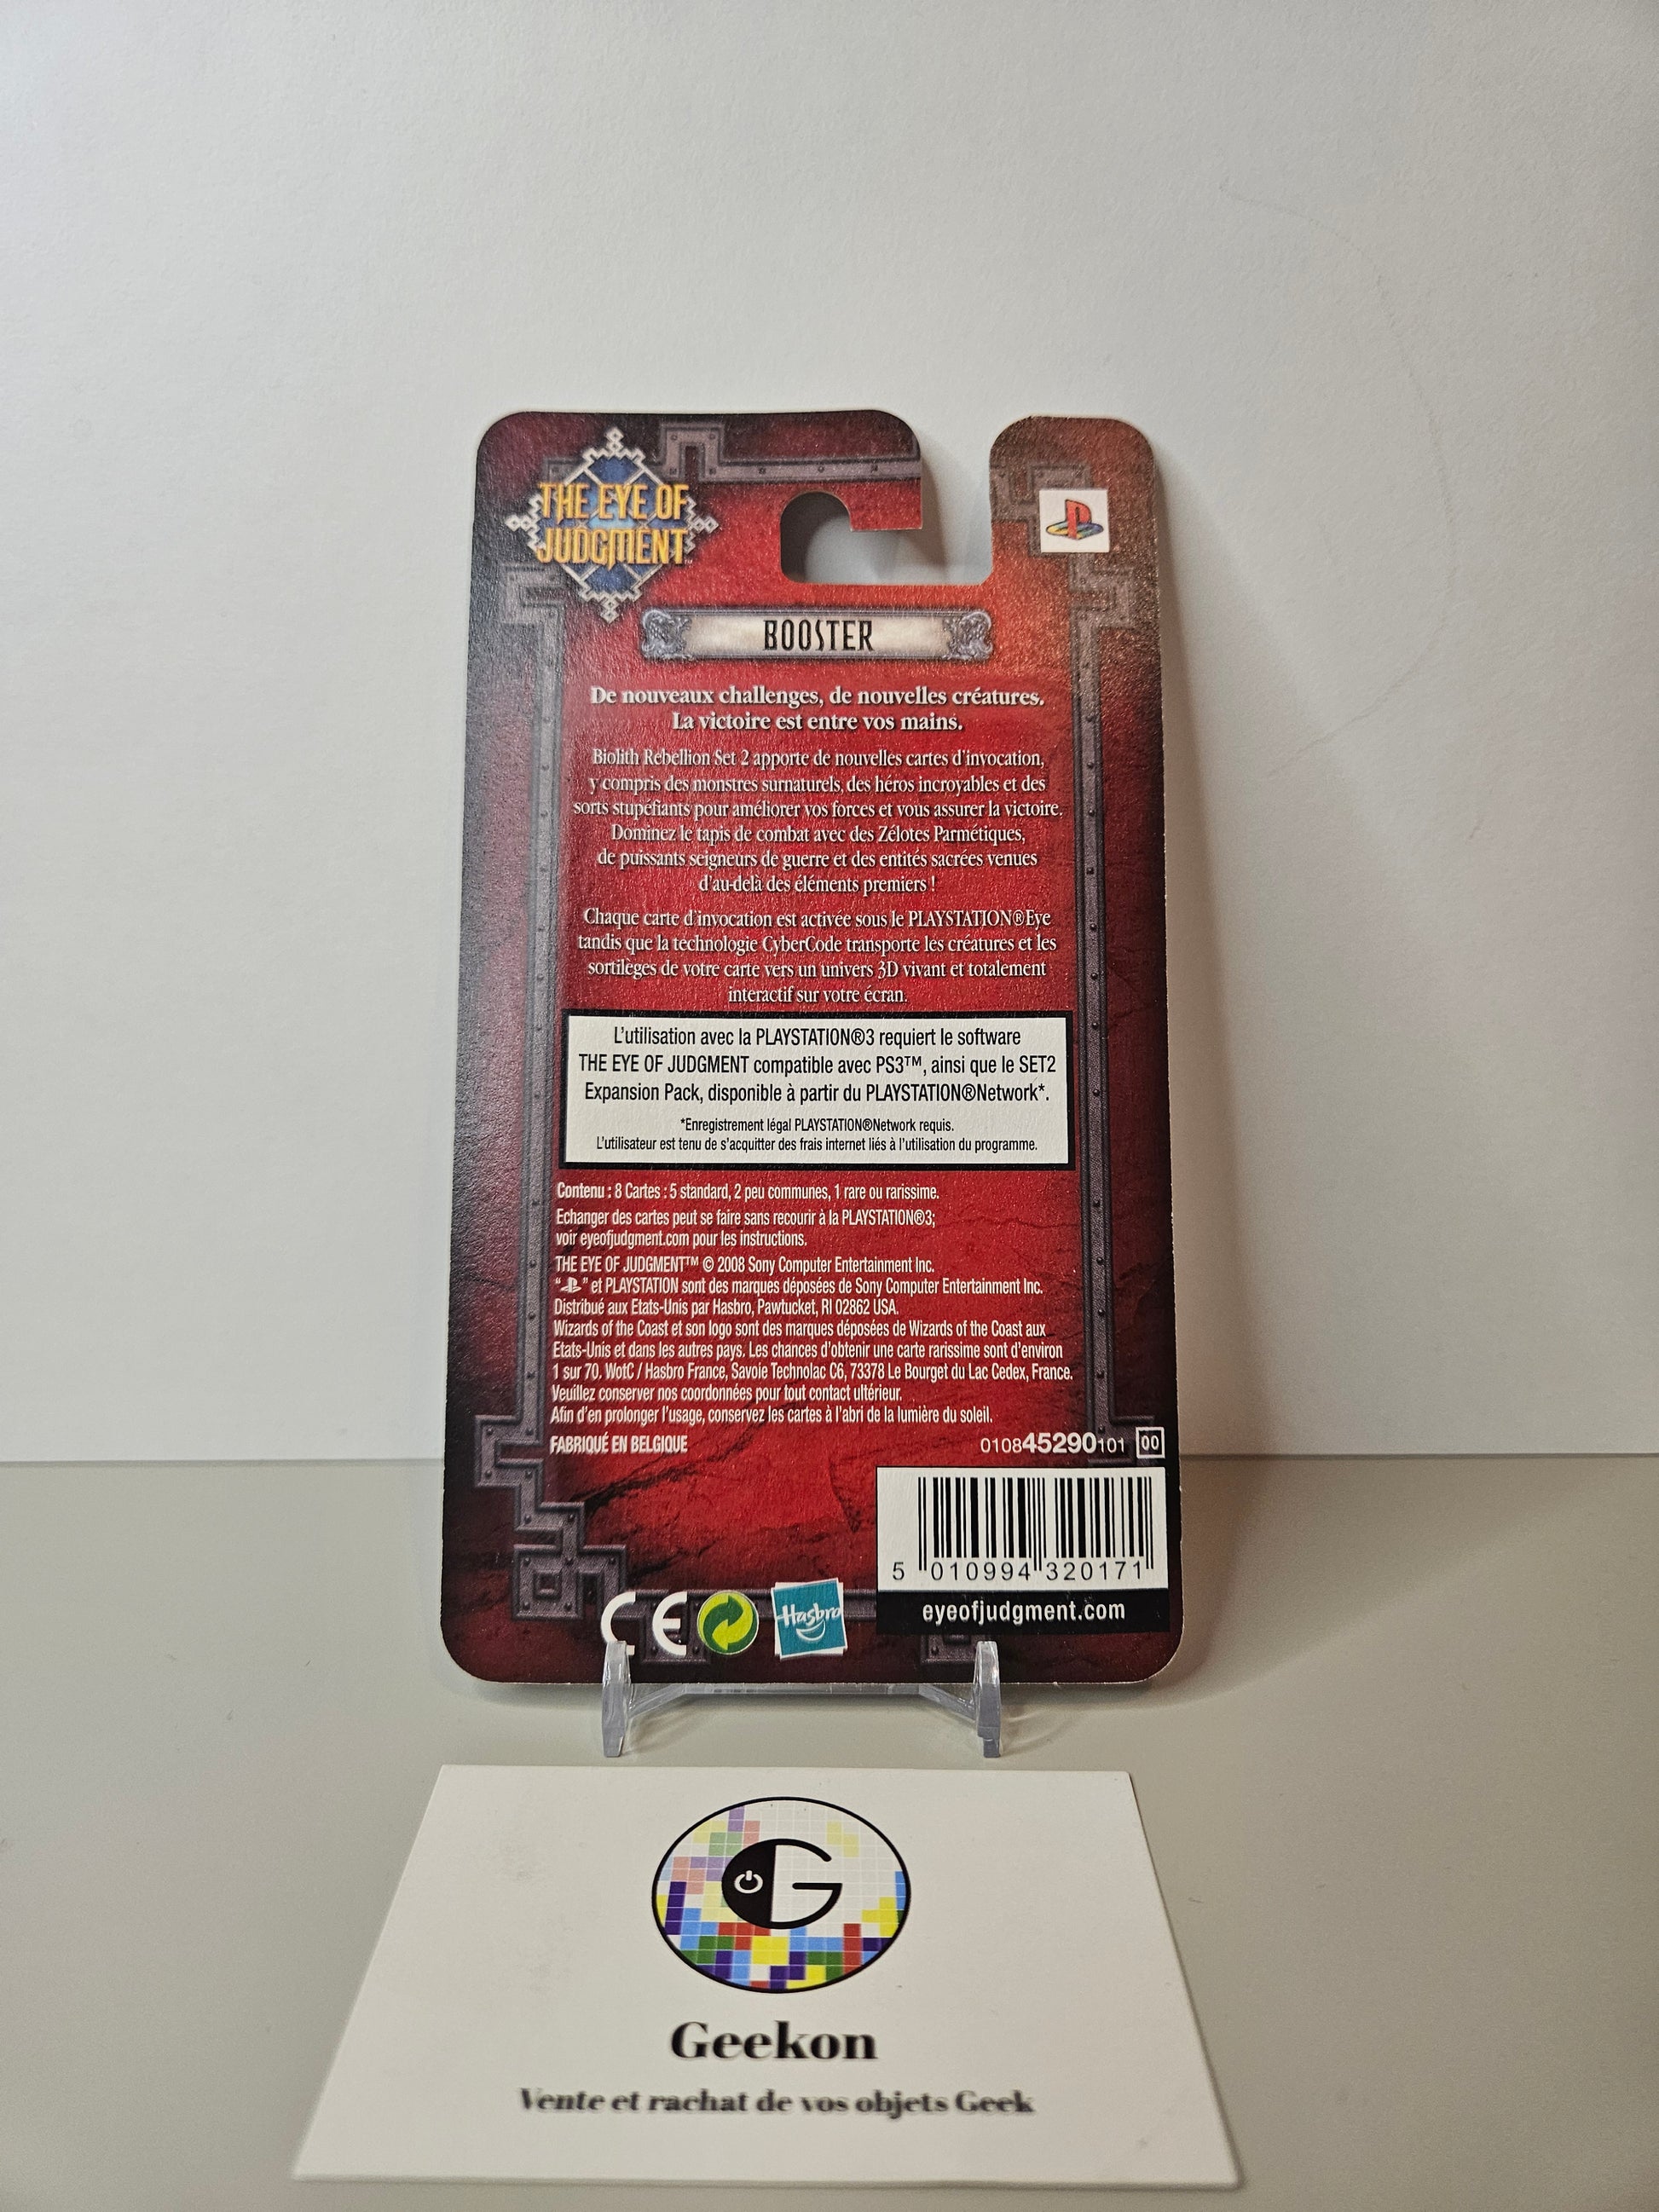 THE EYE OF
JUDGMENT
BOOSTER
De nouveaux challenges, de nouvelles créatures.
La victoire est entre vos mains.
Biolith Rebellion Set 2 apporte de nouvelles cartes d'invocation,
y compris des monstres surnaturels, des héros incroyables et des
sorts stupéfiants pour améliorer vos forces et vous assurer la victoire.
Dominez le tapis de combat avec des Zélotes Parmétiques,
de puissants seigneurs de guerre et des entités sacrées venues
d'au-delà des éléments premiers !
Chaque carte d'invocation est activée sous le PLAYSTATION®Eye
tandis que la technologie CyberCode transporte les créatures et les
sortilèges de votre carte vers un univers 3D vivant et totalement
interactif sur votre écran.
L'utilisation avec la PLAYSTATION®3 requiert le software
THE EYE OF JUDGMENT compatible avec PS3™, ainsi que le SET2
Expansion Pack, disponible à partir du PLAYSTATION®Network*.
*Enregistrement légal PLAYSTATION®Network requis.
L'utilisateur est tenu de s'acquitter des frais internet liés à l'utilisation du programme.
Contenu : 8 Cartes : 5 standard, 2 peu communes, 1 rare ou rarissime.
Echanger des cartes peut se faire sans recourir à la PLAYSTATION®3;
voir eyeofjudgment.com pour les instructions.
THE EYE OF JUDGMENT™ © 2008 Sony Computer Entertainment Inc.
" " et PLAYSTATION sont des marques déposées de Sony Computer Entertainment Inc.
Distribué aux Etats-Unis par Hasbro, Pawtucket, RI 02862 USA.
Wizards of the Coast et son logo sont des marques déposées de Wizards of the Coast aux
Etats-Unis et dans les autres pays. Les chances d'obtenir une carte rarissime sont d'environ
1 sur 70. WotC / Hasbro France, Savoie Technolac C6, 73378 Le Bourget du Lac Cedex, France.
Veuillez conserver nos coordonnées pour tout contact ultérieur.
Afin d'en prolonger l'usage, conservez les cartes à l'abri de la lumière du soleil.
FABRIQUÉ EN BELGIQUE 010845290101 00
5 010994 320171
eyeofjudgment.com
CE Hasbro
G
Geekon
Vente et rachat de vos objets Geek